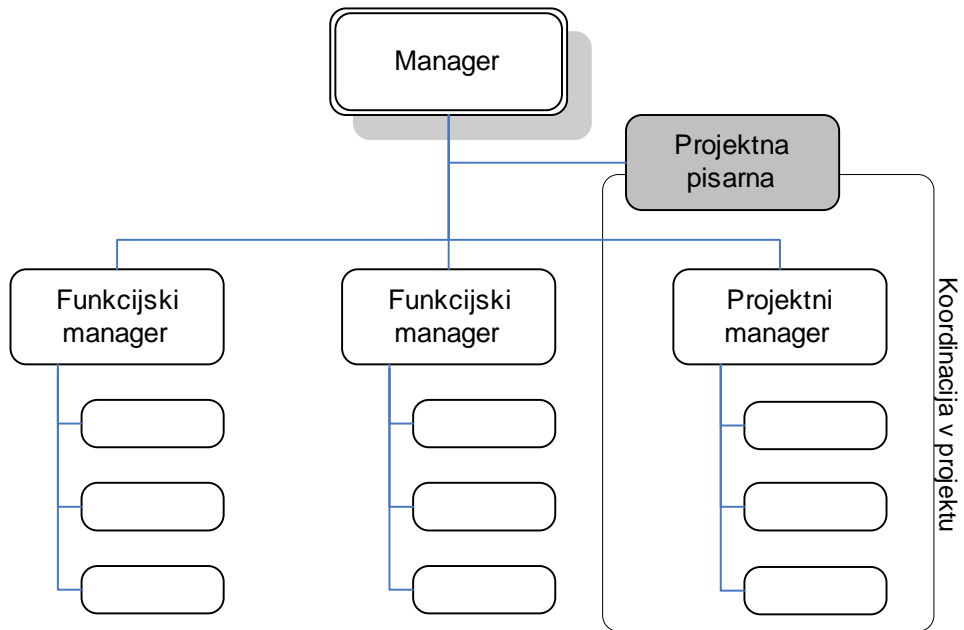 Manager
Projektna
pisarna
Funkcijski
manager
Funkcijski
manager
Projektni
manager
Koordinacija v projektu